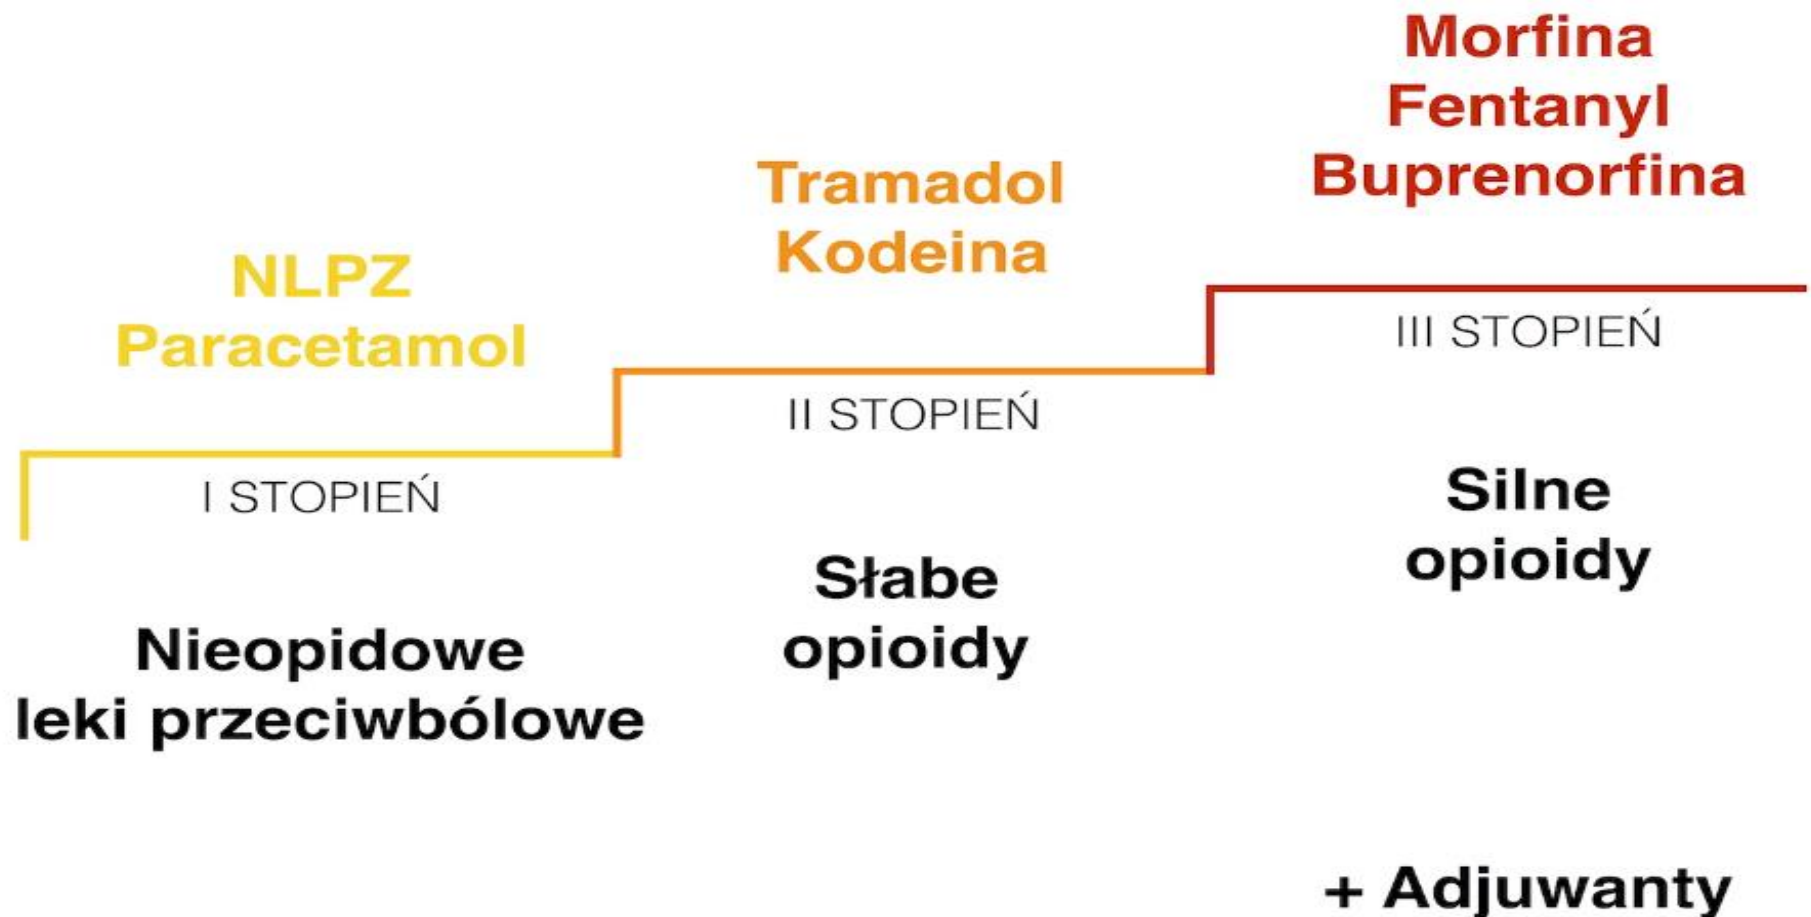 NLPZ
Paracetamol
I STOPIEŃ
Nieopidowe
leki przeciwbólowe
Tramadol
Kodeina
II STOPIEŃ
Słabe
opioidy
Morfina
Fentanyl
Buprenorfina
III STOPIEŃ
Silne
opioidy
+ Adjuwanty